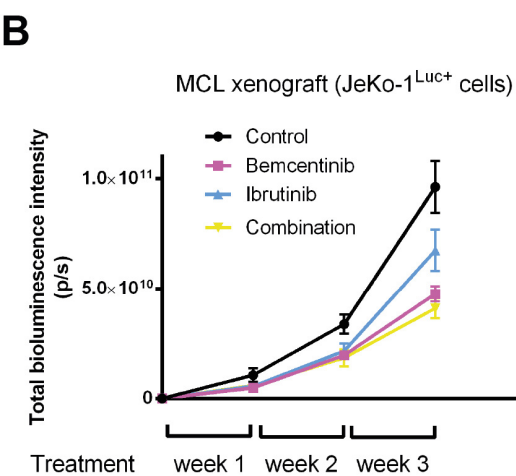 B
MCL xenograft (JeKo-1Luc+ cells)
Control
Bemcentinib
Ibrutinib
Combination
Total bioluminescence intensity
(p/s)
1.0×10¹¹
5.0×10¹⁰
0
Treatment week 1 week 2 week 3